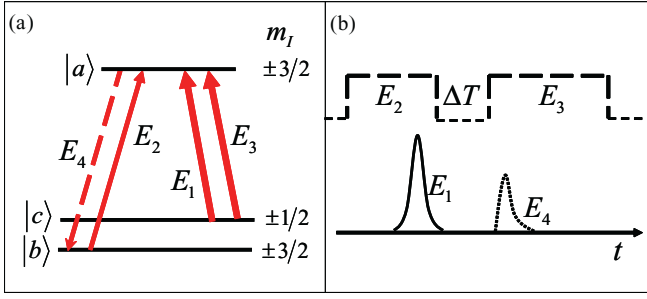 (a)
m_I
|a⟩ ±3/2
E_4 E_2 E_1 E_3
|c⟩ ±1/2
|b⟩ ±3/2
(b)
E_2 ΔT E_3
E_1 E_4
t